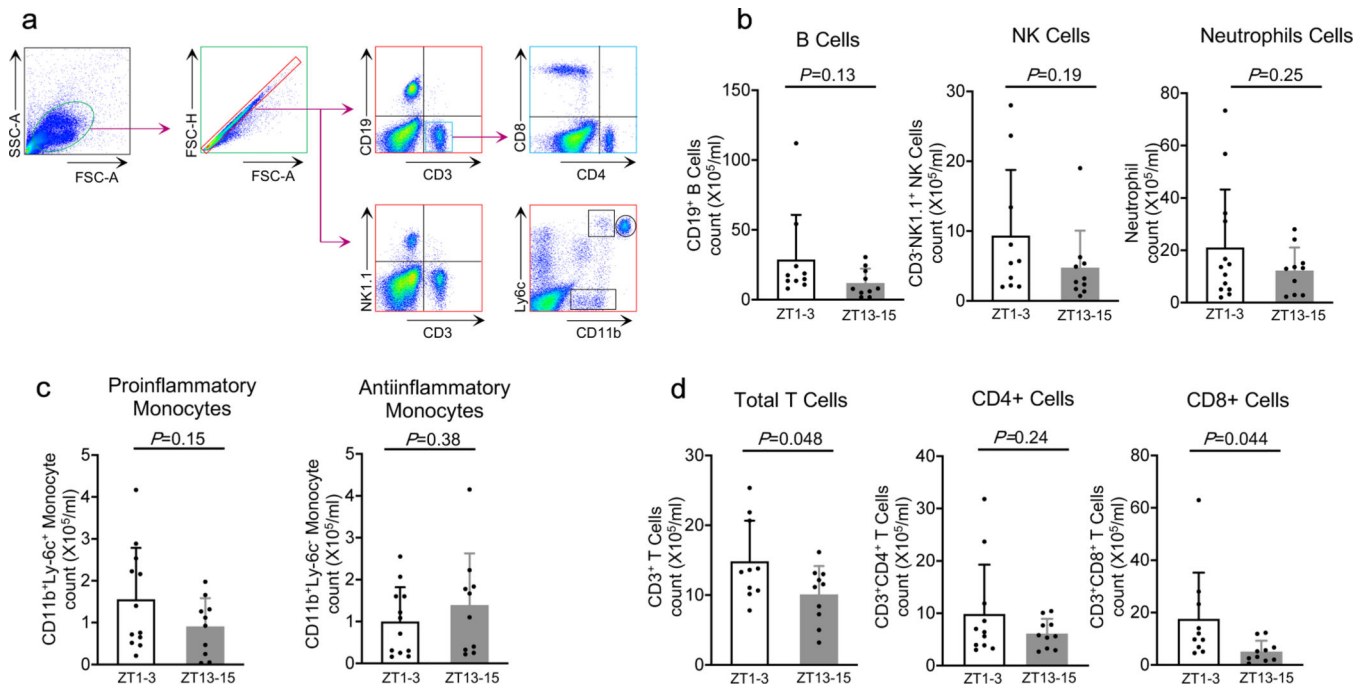 a
SSC-A
FSC-A
FSC-H
FSC-A
CD19
CD3
CD8
CD4
NK1.1
CD3
Ly6c
CD11b
b
B Cells
P=0.13
CD19⁺ B Cells
count (X10⁵/ml)
150
100
50
0
ZT1-3 ZT13-15
NK Cells
P=0.19
CD3⁻NK1.1⁺ NK Cells
count (X10⁵/ml)
30
20
10
0
ZT1-3 ZT13-15
Neutrophils Cells
P=0.25
Neutrophil
count (X10⁵/ml)
80
60
40
20
0
ZT1-3 ZT13-15
c
Proinflammatory
Monocytes
P=0.15
CD11b⁺Ly-6c⁺ Monocyte
count (X10⁵/ml)
5
4
3
2
1
0
ZT1-3 ZT13-15
Antiinflammatory
Monocytes
P=0.38
CD11b⁺Ly-6c⁻ Monocyte
count (X10⁵/ml)
5
4
3
2
1
0
ZT1-3 ZT13-15
d
Total T Cells
P=0.048
CD3⁺ T Cells
count (X10⁵/ml)
30
20
10
0
ZT1-3 ZT13-15
CD4+ Cells
P=0.24
CD3⁺CD4⁺ T Cells
count (X10⁵/ml)
40
30
20
10
0
ZT1-3 ZT13-15
CD8+ Cells
P=0.044
CD3⁺CD8⁺ T Cells
count (X10⁵/ml)
80
60
40
20
0
ZT1-3 ZT13-15